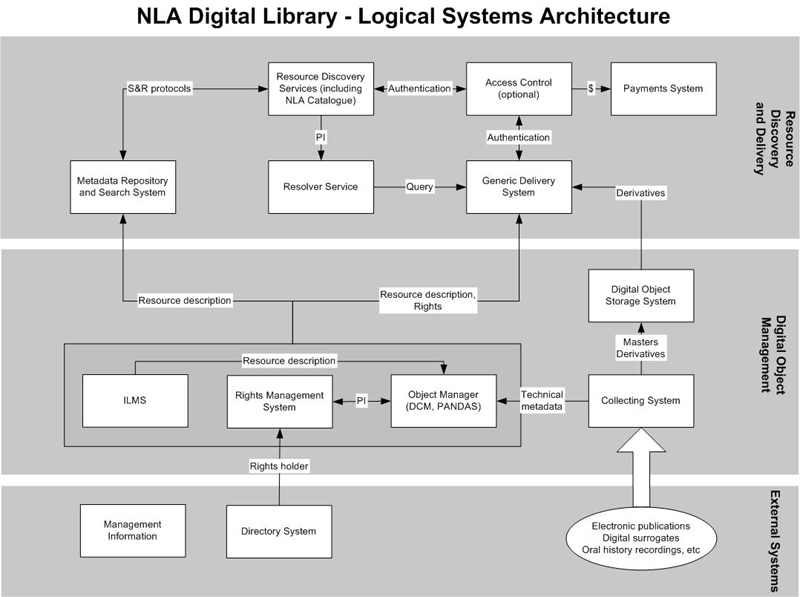 NLA Digital Library - Logical Systems Architecture
Resource Discovery
Services (including
NLA Catalogue)
Access Control
(optional)
Payments System
S&R protocols
Authentication
$
PI
Authentication
Metadata Repository
and Search System
Resolver Service
Query
Generic Delivery
System
Derivatives
Resource
Discovery
and Delivery
Resource description
Resource description,
Rights
Digital Object
Storage System
Masters
Derivatives
Resource description
ILMS
Rights Management
System
PI
Object Manager
(DCM, PANDAS)
Technical
metadata
Collecting System
Digital Object
Management
Rights holder
Management
Information
Directory System
Electronic publications
Digital surrogates
Oral history recordings, etc
External Systems